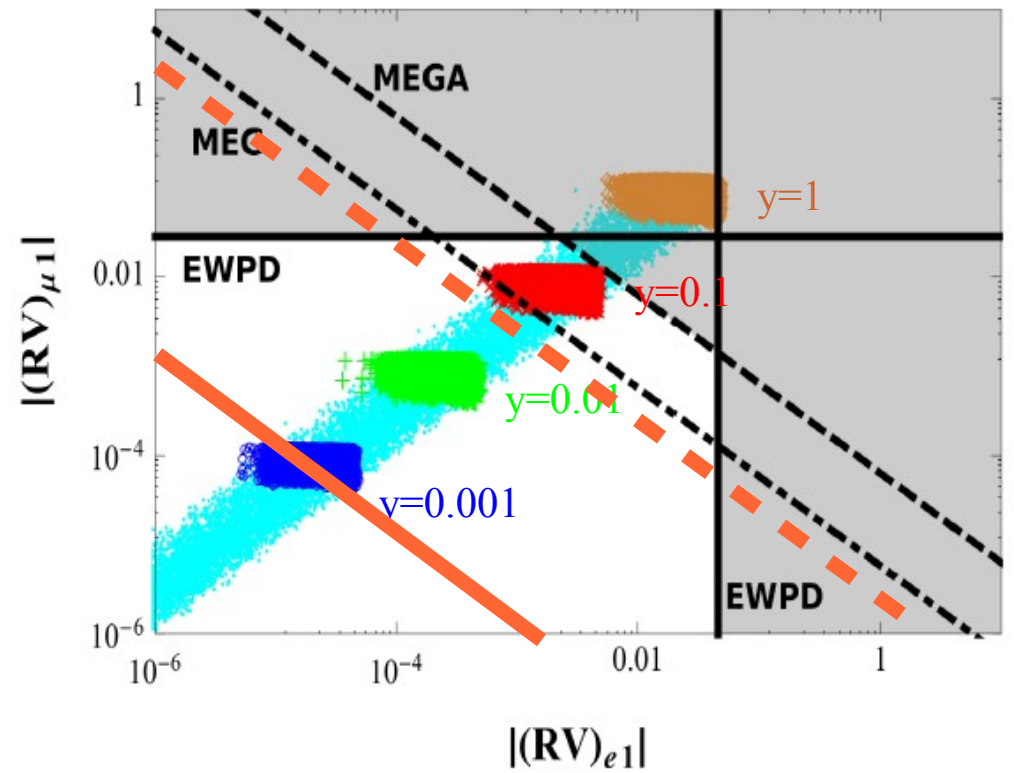 MEGA
MEG
1
y=1
EWPD
0.01
y=0.1
|(RV)μ1|
y=0.01
10⁻⁴
y=0.001
EWPD
10⁻⁶
10⁻⁶ 10⁻⁴ 0.01 1
|(RV)e1|